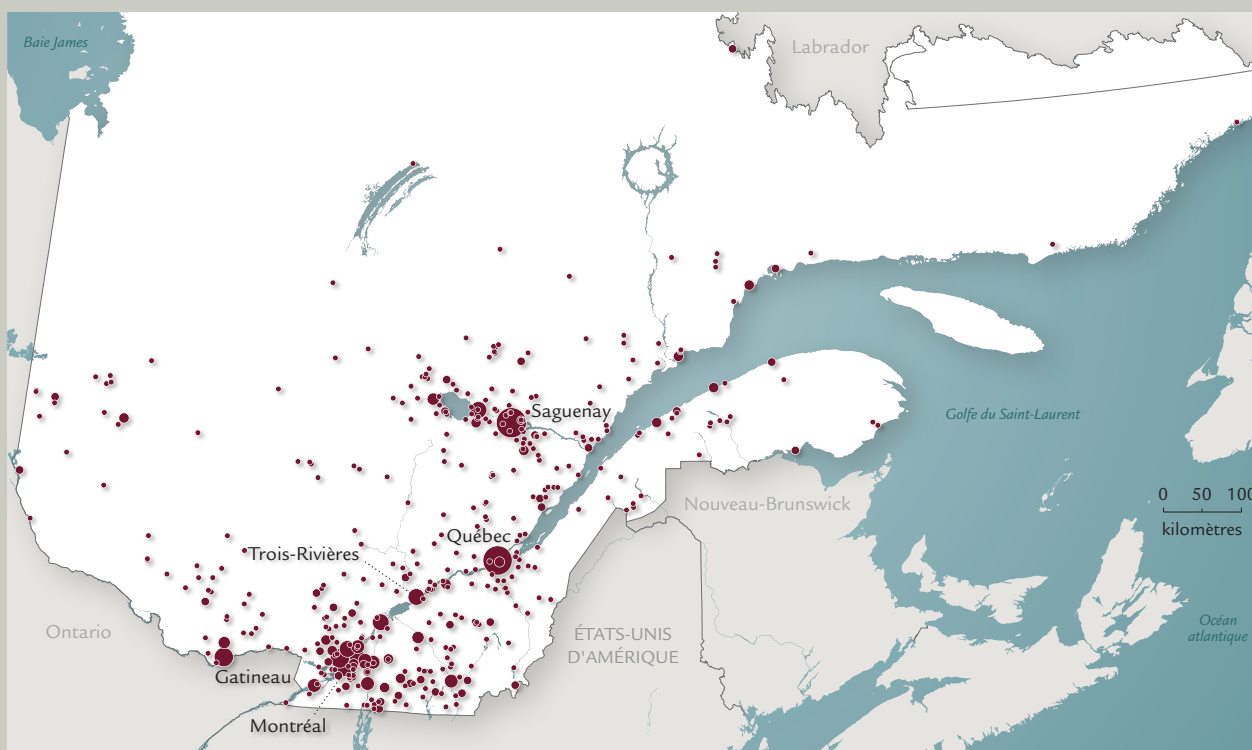 Baie James
Labrador
Saguenay
Golfe du Saint-Laurent
0 50 100
kilomètres
Nouveau-Brunswick
Québec
Trois-Rivières
Ontario
ÉTATS-UNIS
D'AMÉRIQUE
Océan
atlantique
Gatineau
Montréal